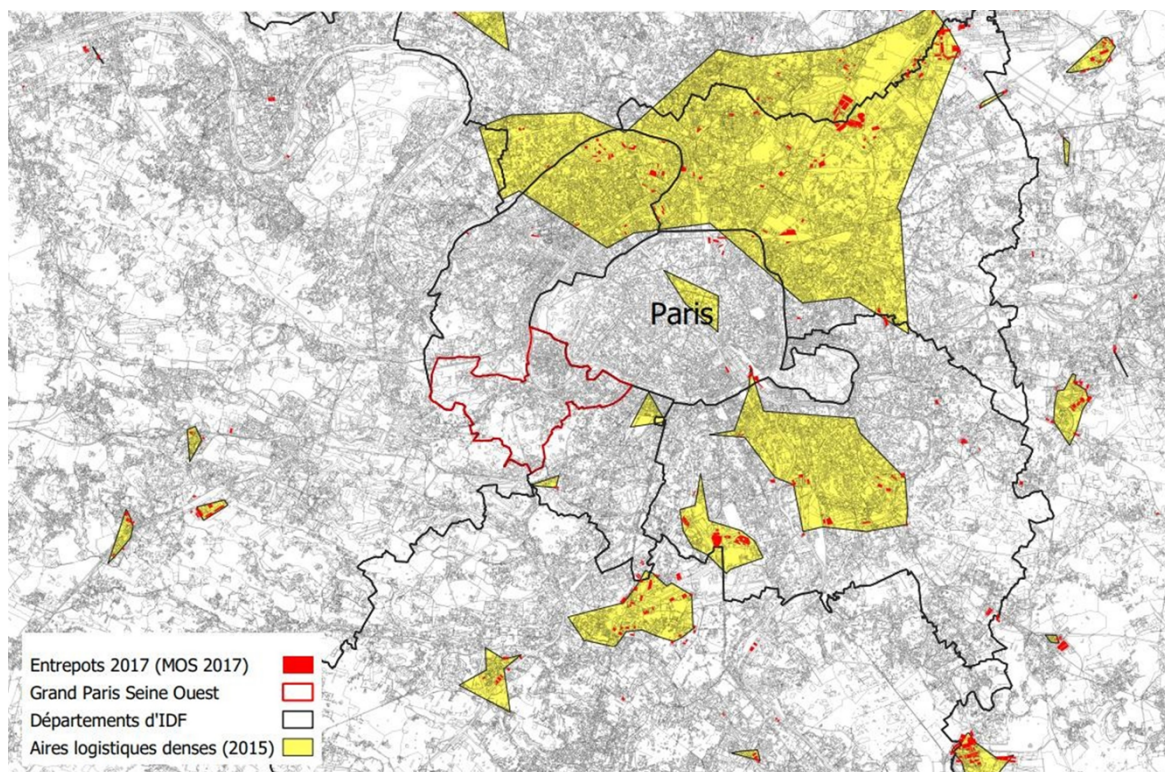 Paris
Entrepots 2017 (MOS 2017)
Grand Paris Seine Ouest
Départements d'IDF
Aires logistiques denses (2015)